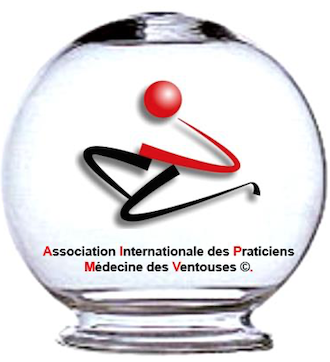 Association Internationale des Praticiens
Médecine des Ventouses ©.